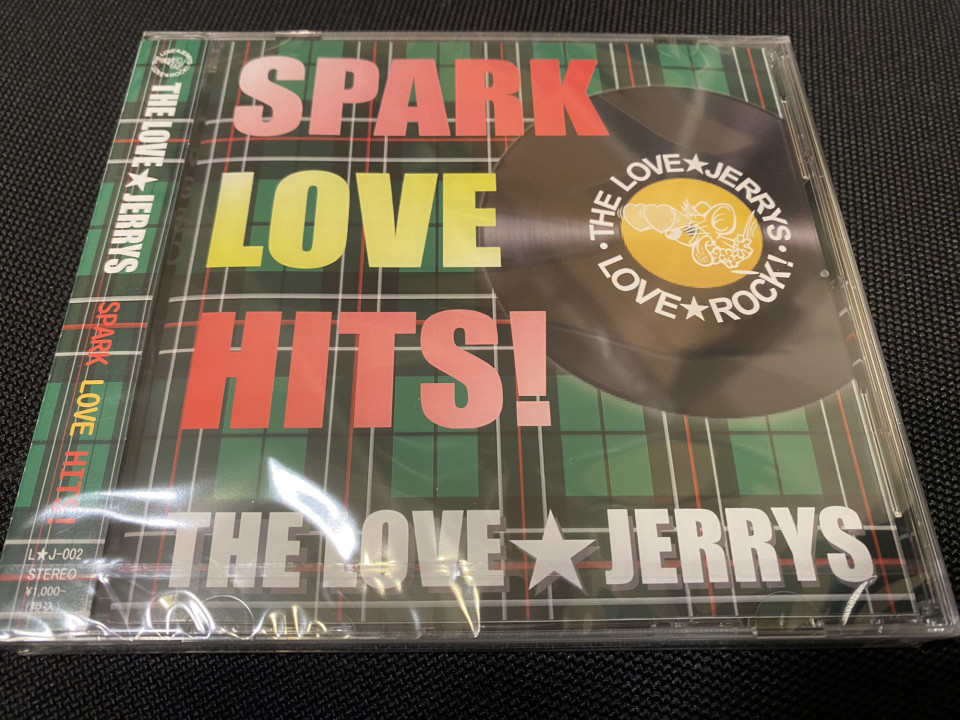 SPARK
LOVE
HITS!
THE LOVE★JERRYS
THE LOVE★JERRYS
LOVE★ROCK!
THE LOVE★JERRYS
SPARK LOVE HITS!
L★J-002
STEREO
¥1,000-